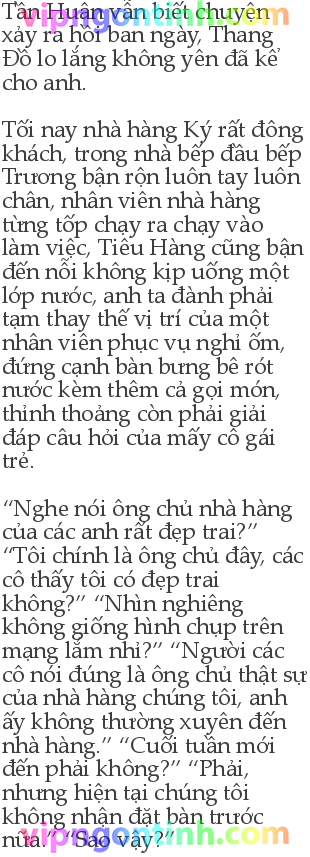 Tần Huân vẫn biết chuyện
vipngontinh.com
xảy ra hồi ban ngày, Thang
Đồ lo lắng không yên đã kể
cho anh.
Tối nay nhà hàng Ký rất đông
khách, trong nhà bếp đầu bếp
Trương bận rộn luôn tay luôn
chân, nhân viên nhà hàng
từng tốp chạy ra chạy vào
làm việc, Tiêu Hàng cũng bận
đến nỗi không kịp uống một
lớp nước, anh ta đành phải
tạm thay thế vị trí của một
nhân viên phục vụ nghỉ ốm,
đứng cạnh bàn bưng bê rót
nước kèm thêm cả gọi món,
thỉnh thoảng còn phải giải
đáp câu hỏi của mấy cô gái
trẻ.
“Nghe nói ông chủ nhà hàng
của các anh rất đẹp trai?”
“Tôi chính là ông chủ đây, các
cô thấy tôi có đẹp trai
không?” “Nhìn nghiêng
không giống hình chụp trên
mạng lắm nhỉ?” “Người các
cô nói đúng là ông chủ thật sự
của nhà hàng chúng tôi, anh
ấy không thường xuyên đến
nhà hàng.” “Cuối tuần mới
đến phải không?” “Phải,
nhưng hiện tại chúng tôi
không nhận đặt bàn trước
nữa.” “Sao vậy?”
vipngontinh.com